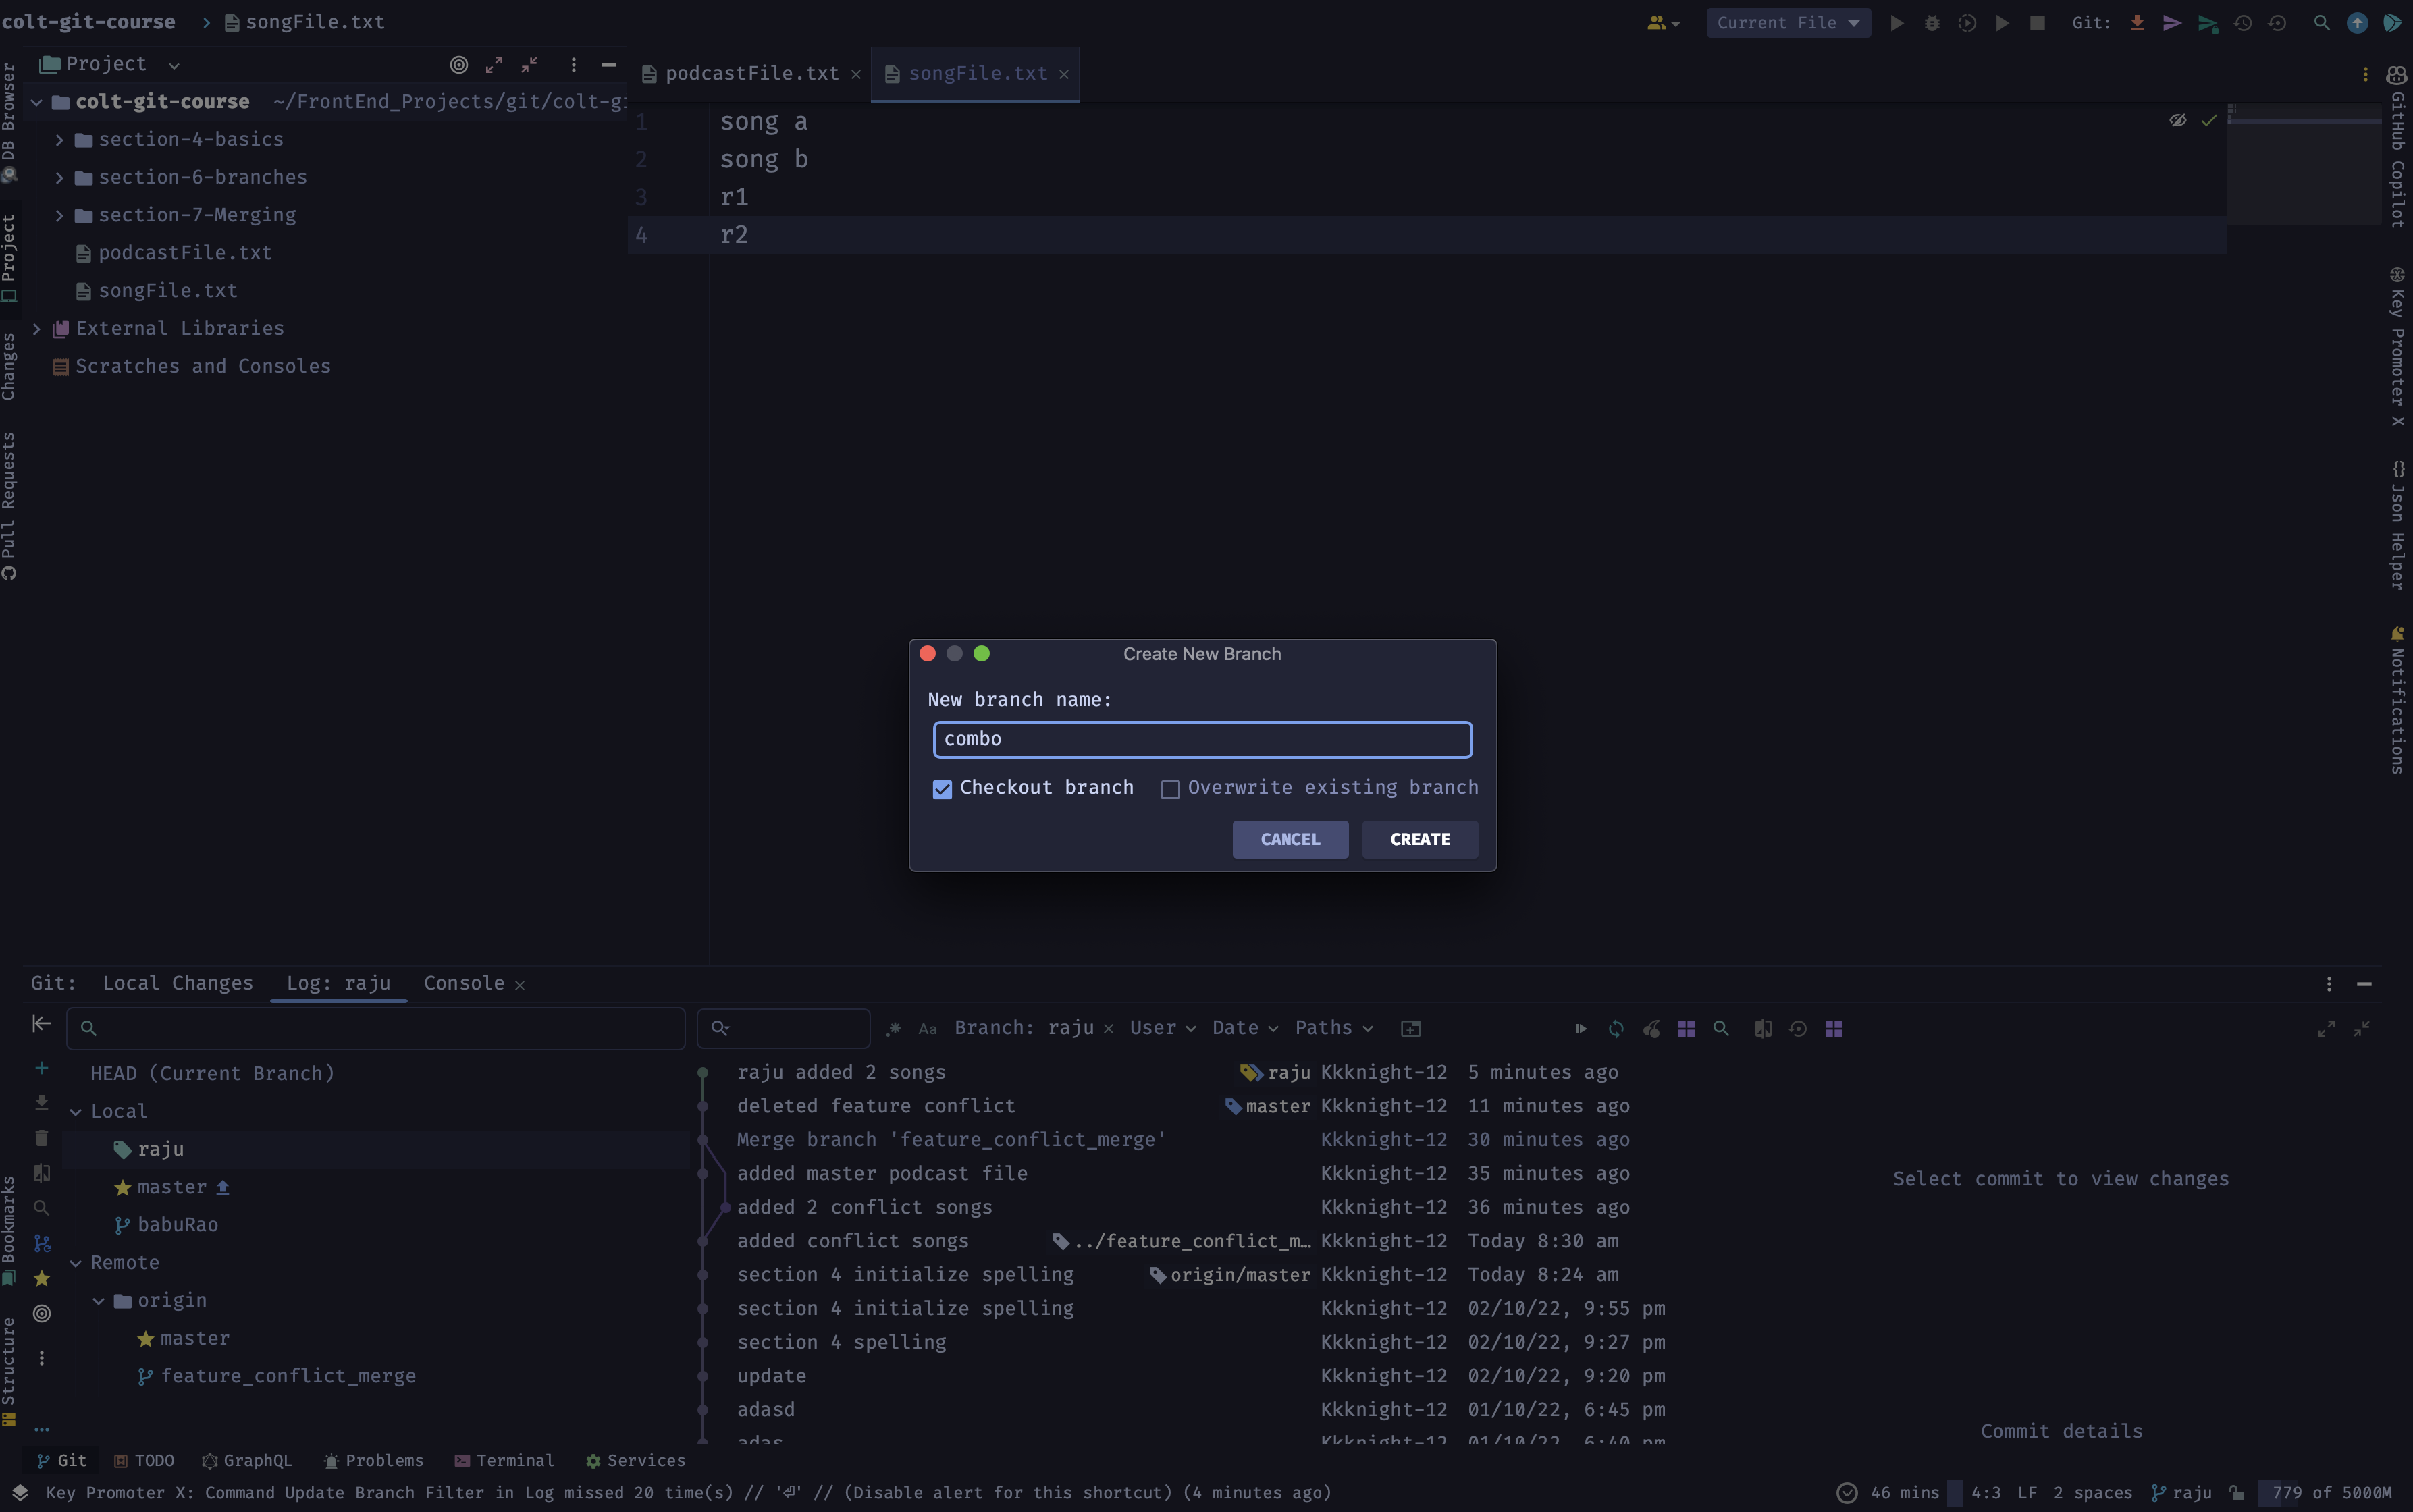 colt-git-course > songFile.txt
Current File
Git:
Project
colt-git-course ~/FrontEnd_Projects/git/colt-g
section-4-basics
section-6-branches
section-7-Merging
podcastFile.txt
songFile.txt
External Libraries
Scratches and Consoles
DB Browser
Project
Changes
Pull Requests
Bookmarks
Structure
podcastFile.txt
songFile.txt
1 song a
2 song b
3 r1
4 r2
GitHub Copilot
Key Promoter X
{} Json Helper
Notifications
Create New Branch
New branch name:
combo
Checkout branch
Overwrite existing branch
CANCEL
CREATE
Git: Local Changes Log: raju Console
HEAD (Current Branch)
Local
raju
master
babuRao
Remote
origin
master
feature_conflict_merge
.* Aa Branch: raju User Date Paths
raju added 2 songs raju Kkknight-12 5 minutes ago
deleted feature conflict master Kkknight-12 11 minutes ago
Merge branch 'feature_conflict_merge' Kkknight-12 30 minutes ago
added master podcast file Kkknight-12 35 minutes ago
added 2 conflict songs Kkknight-12 36 minutes ago
added conflict songs ../feature_conflict_m… Kkknight-12 Today 8:30 am
section 4 initialize spelling origin/master Kkknight-12 Today 8:24 am
section 4 initialize spelling Kkknight-12 02/10/22, 9:55 pm
section 4 spelling Kkknight-12 02/10/22, 9:27 pm
update Kkknight-12 02/10/22, 9:20 pm
adasd Kkknight-12 01/10/22, 6:45 pm
adas Kkknight-12 01/10/22, 6:40 pm
Select commit to view changes
Commit details
Git TODO GraphQL Problems Terminal Services
Key Promoter X: Command Update Branch Filter in Log missed 20 time(s) // '⏎' // (Disable alert for this shortcut) (4 minutes ago)
46 mins 4:3 LF 2 spaces raju 779 of 5000M